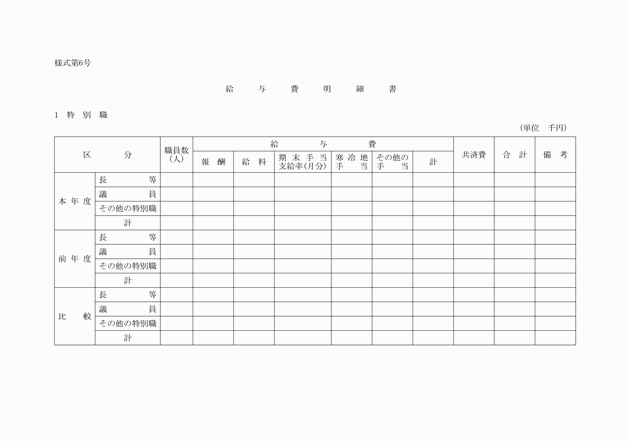 様式第6号
給与費明細書
1 特別職
(単位 千円)
区分 職員数(人) 給与費 共済費 合計 備考
報酬 給料 期末手当支給率(月分) 寒冷地手当 その他の手当 計
本年度 長等
議員
その他の特別職
計
前年度 長等
議員
その他の特別職
計
比較 長等
議員
その他の特別職
計